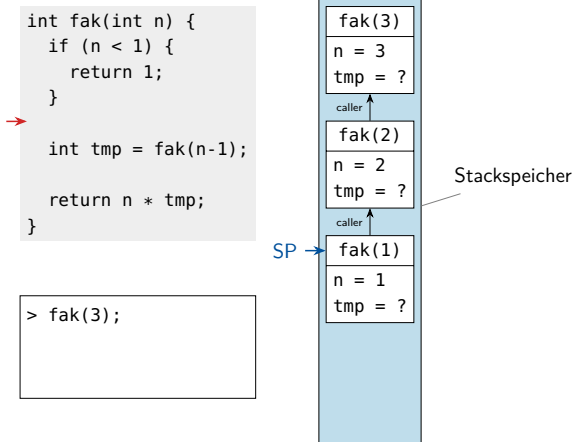 int fak(int n) {
if (n < 1) {
return 1;
}
int tmp = fak(n-1);
return n * tmp;
}
> fak(3);
fak(3)
n = 3
tmp = ?
caller
fak(2)
n = 2
tmp = ?
caller
SP
fak(1)
n = 1
tmp = ?
Stackspeicher